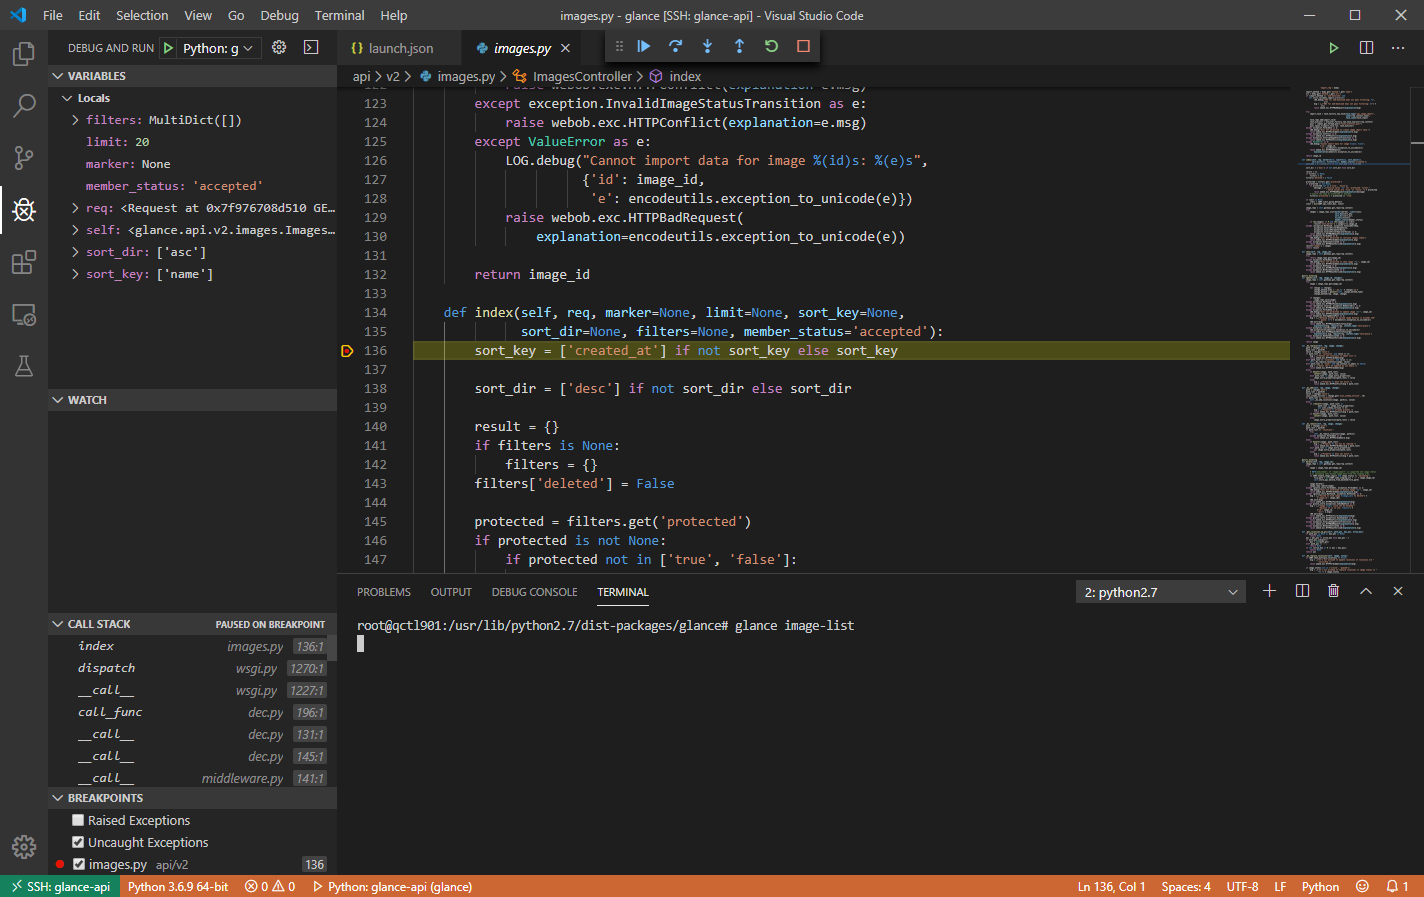 File Edit Selection View Go Debug Terminal Help images.py - glance [SSH: glance-api] - Visual Studio Code
DEBUG AND RUN Python: g
launch.json images.py
VARIABLES
Locals
filters: MultiDict([])
limit: 20
marker: None
member_status: 'accepted'
req: <Request at 0x7f976708d510 GE…
self: <glance.api.v2.images.Images…
sort_dir: ['asc']
sort_key: ['name']
WATCH
CALL STACK PAUSED ON BREAKPOINT
index images.py 136:1
dispatch wsgi.py 1270:1
__call__ wsgi.py 1227:1
call_func dec.py 196:1
__call__ dec.py 131:1
__call__ dec.py 145:1
__call__ middleware.py 141:1
BREAKPOINTS
Raised Exceptions
Uncaught Exceptions
images.py api/v2 136
api > v2 > images.py > ImagesController > index
raise webob.exc.HTTPConflict(explanation=e.msg)
123 except exception.InvalidImageStatusTransition as e:
124 raise webob.exc.HTTPConflict(explanation=e.msg)
125 except ValueError as e:
126 LOG.debug("Cannot import data for image %(id)s: %(e)s",
127 {'id': image_id,
128 'e': encodeutils.exception_to_unicode(e)})
129 raise webob.exc.HTTPBadRequest(
130 explanation=encodeutils.exception_to_unicode(e))
131
132 return image_id
133
134 def index(self, req, marker=None, limit=None, sort_key=None,
135 sort_dir=None, filters=None, member_status='accepted'):
136 sort_key = ['created_at'] if not sort_key else sort_key
137
138 sort_dir = ['desc'] if not sort_dir else sort_dir
139
140 result = {}
141 if filters is None:
142 filters = {}
143 filters['deleted'] = False
144
145 protected = filters.get('protected')
146 if protected is not None:
147 if protected not in ['true', 'false']:
PROBLEMS OUTPUT DEBUG CONSOLE TERMINAL 2: python2.7
root@qctl901:/usr/lib/python2.7/dist-packages/glance# glance image-list
SSH: glance-api Python 3.6.9 64-bit 0 0 Python: glance-api (glance) Ln 136, Col 1 Spaces: 4 UTF-8 LF Python 1